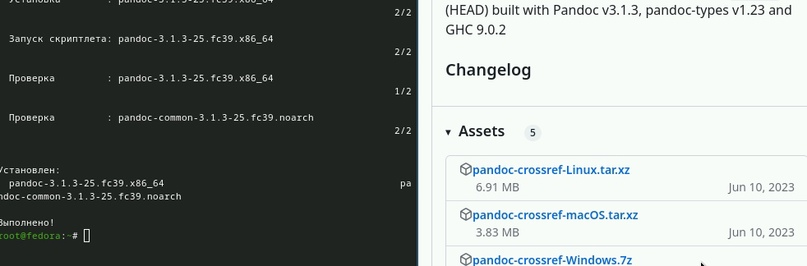 Установка : pandoc-3.1.3-25.fc39.x86_64
2/2
Запуск скриптлета: pandoc-3.1.3-25.fc39.x86_64
2/2
Проверка : pandoc-3.1.3-25.fc39.x86_64
1/2
Проверка : pandoc-common-3.1.3-25.fc39.noarch
2/2
Установлен:
pandoc-3.1.3-25.fc39.x86_64 pa
ndoc-common-3.1.3-25.fc39.noarch
Выполнено!
root@fedora:~#
(HEAD) built with Pandoc v3.1.3, pandoc-types v1.23 and
GHC 9.0.2
Changelog
Assets 5
pandoc-crossref-Linux.tar.xz
6.91 MB Jun 10, 2023
pandoc-crossref-macOS.tar.xz
3.83 MB Jun 10, 2023
pandoc-crossref-Windows.7z